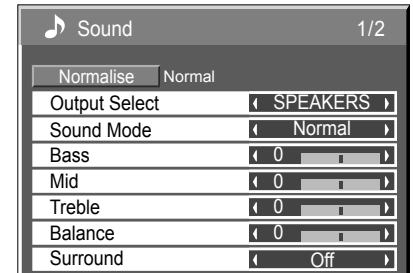 Sound 1/2
Normalise Normal
Output Select SPEAKERS
Sound Mode Normal
Bass 0
Mid 0
Treble 0
Balance 0
Surround Off